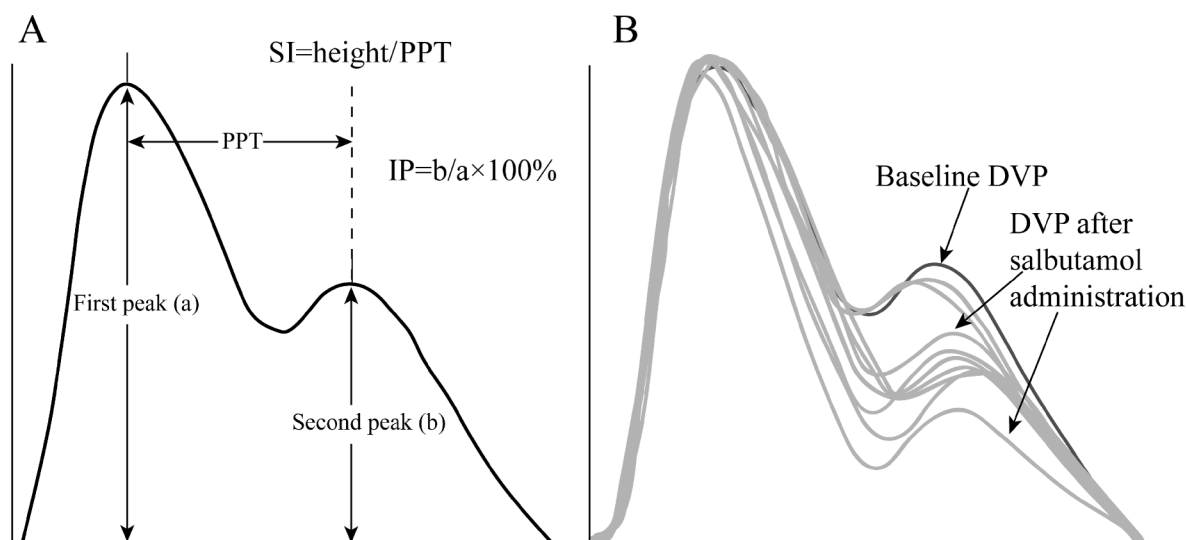 A
SI=height/PPT
PPT
IP=b/a×100%
First peak (a)
Second peak (b)
B
Baseline DVP
DVP after
salbutamol
administration